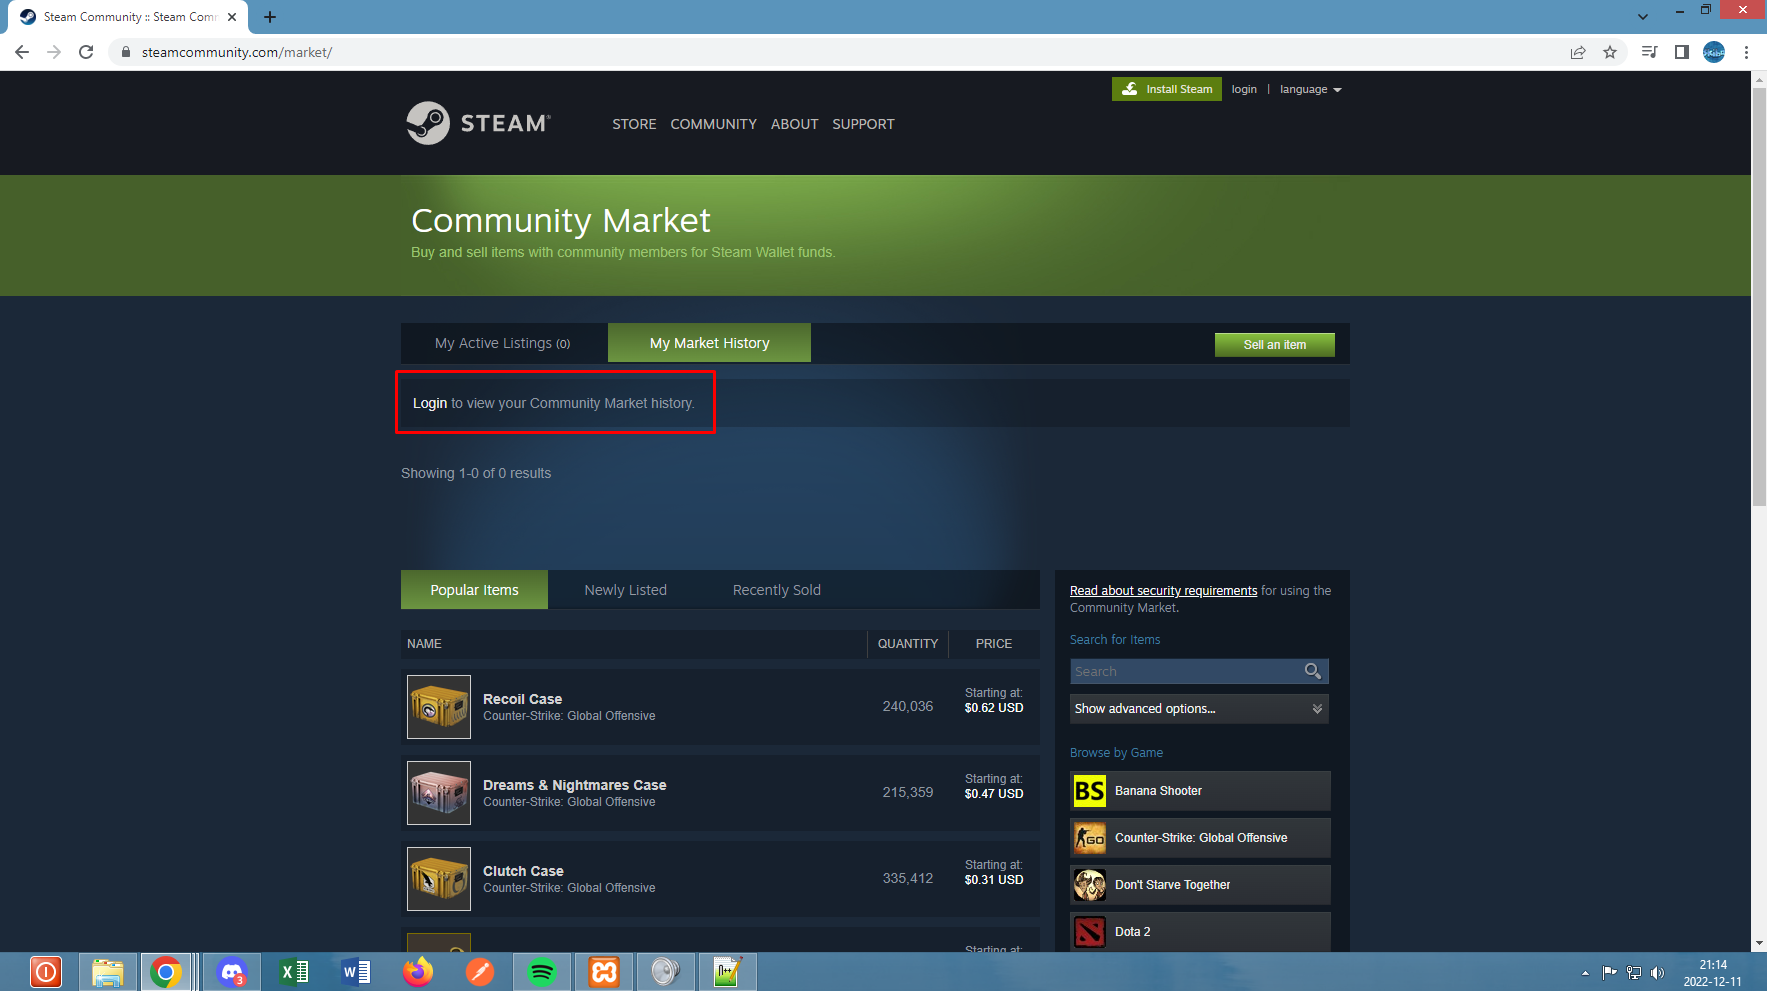 Steam Community :: Steam Comm
steamcommunity.com/market/
Install Steam
login | language
STEAM®
STORE COMMUNITY ABOUT SUPPORT
Community Market
Buy and sell items with community members for Steam Wallet funds.
My Active Listings (0)
My Market History
Sell an item
Login to view your Community Market history.
Showing 1-0 of 0 results
Popular Items
Newly Listed
Recently Sold
NAME QUANTITY PRICE
Recoil Case
Counter-Strike: Global Offensive
240,036
Starting at:
$0.62 USD
Dreams & Nightmares Case
Counter-Strike: Global Offensive
215,359
Starting at:
$0.47 USD
Clutch Case
Counter-Strike: Global Offensive
335,412
Starting at:
$0.31 USD
Starting at:
Read about security requirements for using the
Community Market.
Search for Items
Search
Show advanced options...
Browse by Game
BS
Banana Shooter
GO
Counter-Strike: Global Offensive
Don't Starve Together
Dota 2
3
21:14
2022-12-11